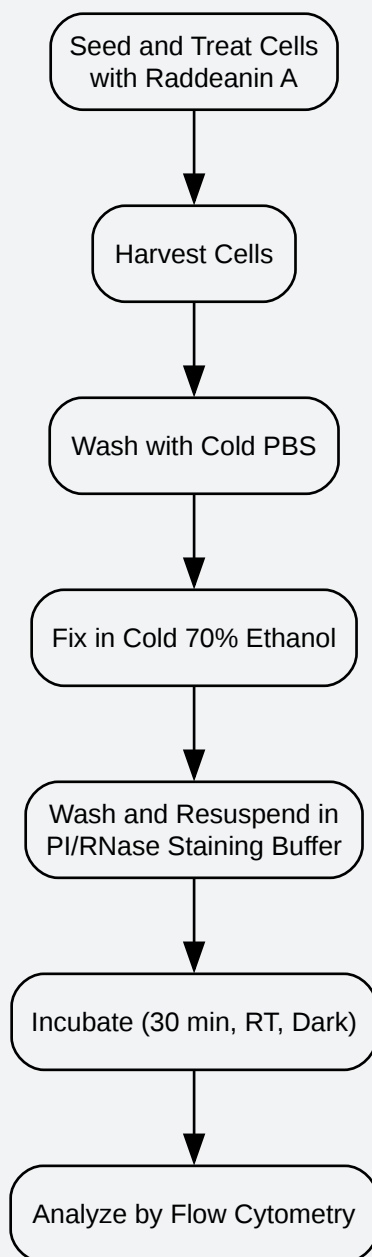 Seed and Treat Cells
with Raddeanin A
Harvest Cells
Wash with Cold PBS
Fix in Cold 70% Ethanol
Wash and Resuspend in
PI/RNase Staining Buffer
Incubate (30 min, RT, Dark)
Analyze by Flow Cytometry